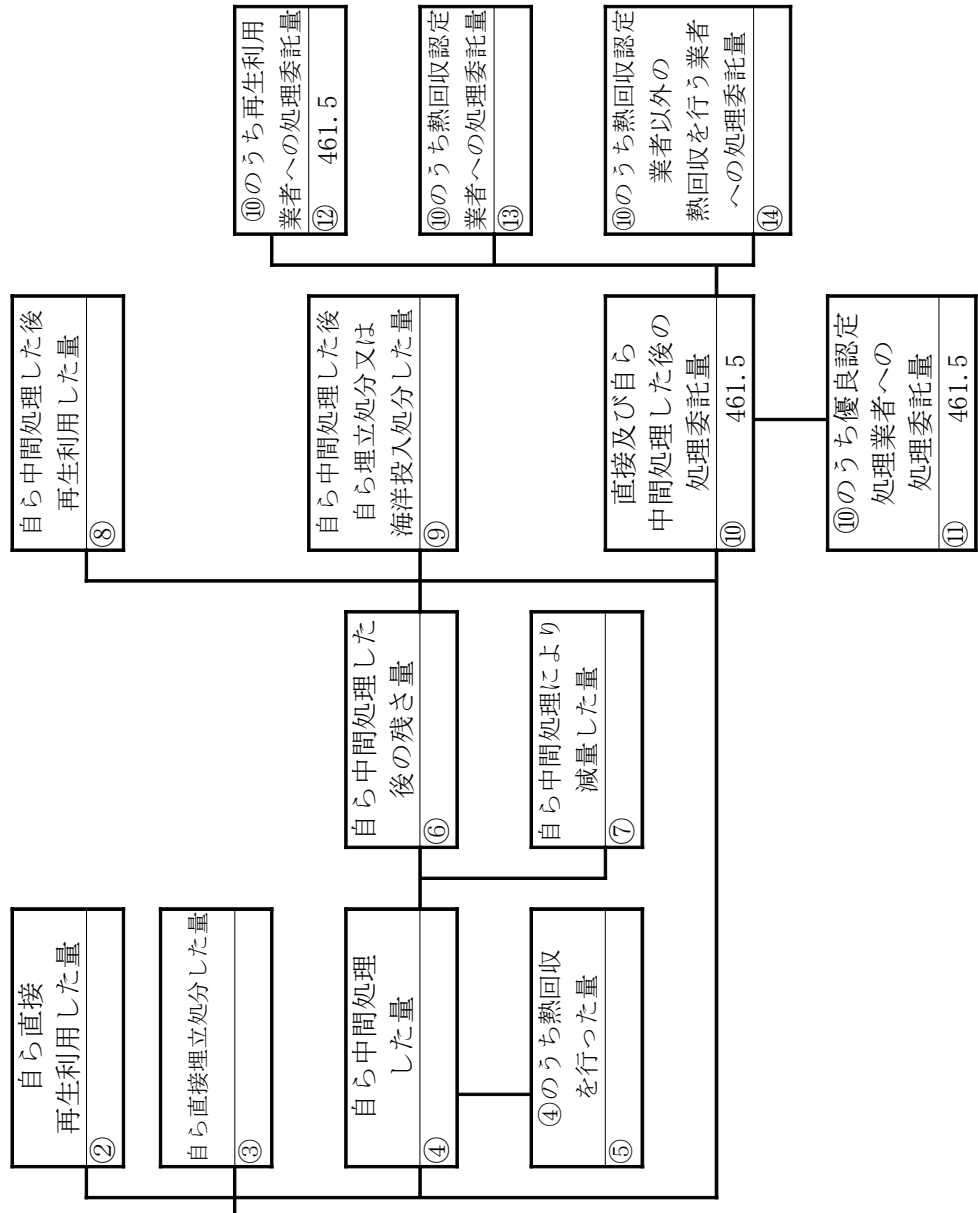 自ら直接
再生利用した量
②
自ら直接埋立処分した量
③
自ら中間処理
した量
④
④のうち熱回収
を行った量
⑤
自ら中間処理した
後の残さ量
⑥
自ら中間処理により
減量した量
⑦
自ら中間処理した後
再生利用した量
⑧
自ら中間処理した後
自ら埋立処分又は
海洋投入処分した量
⑨
直接及び自ら
中間処理した後の
処理委託量
⑩ 461.5
⑩のうち優良認定
処理業者への
処理委託量
⑪ 461.5
⑩のうち再生利用
業者への処理委託量
⑫ 461.5
⑩のうち熱回収認定
業者への処理委託量
⑬
⑩のうち熱回収認定
業者以外の
熱回収を行う業者
への処理委託量
⑭